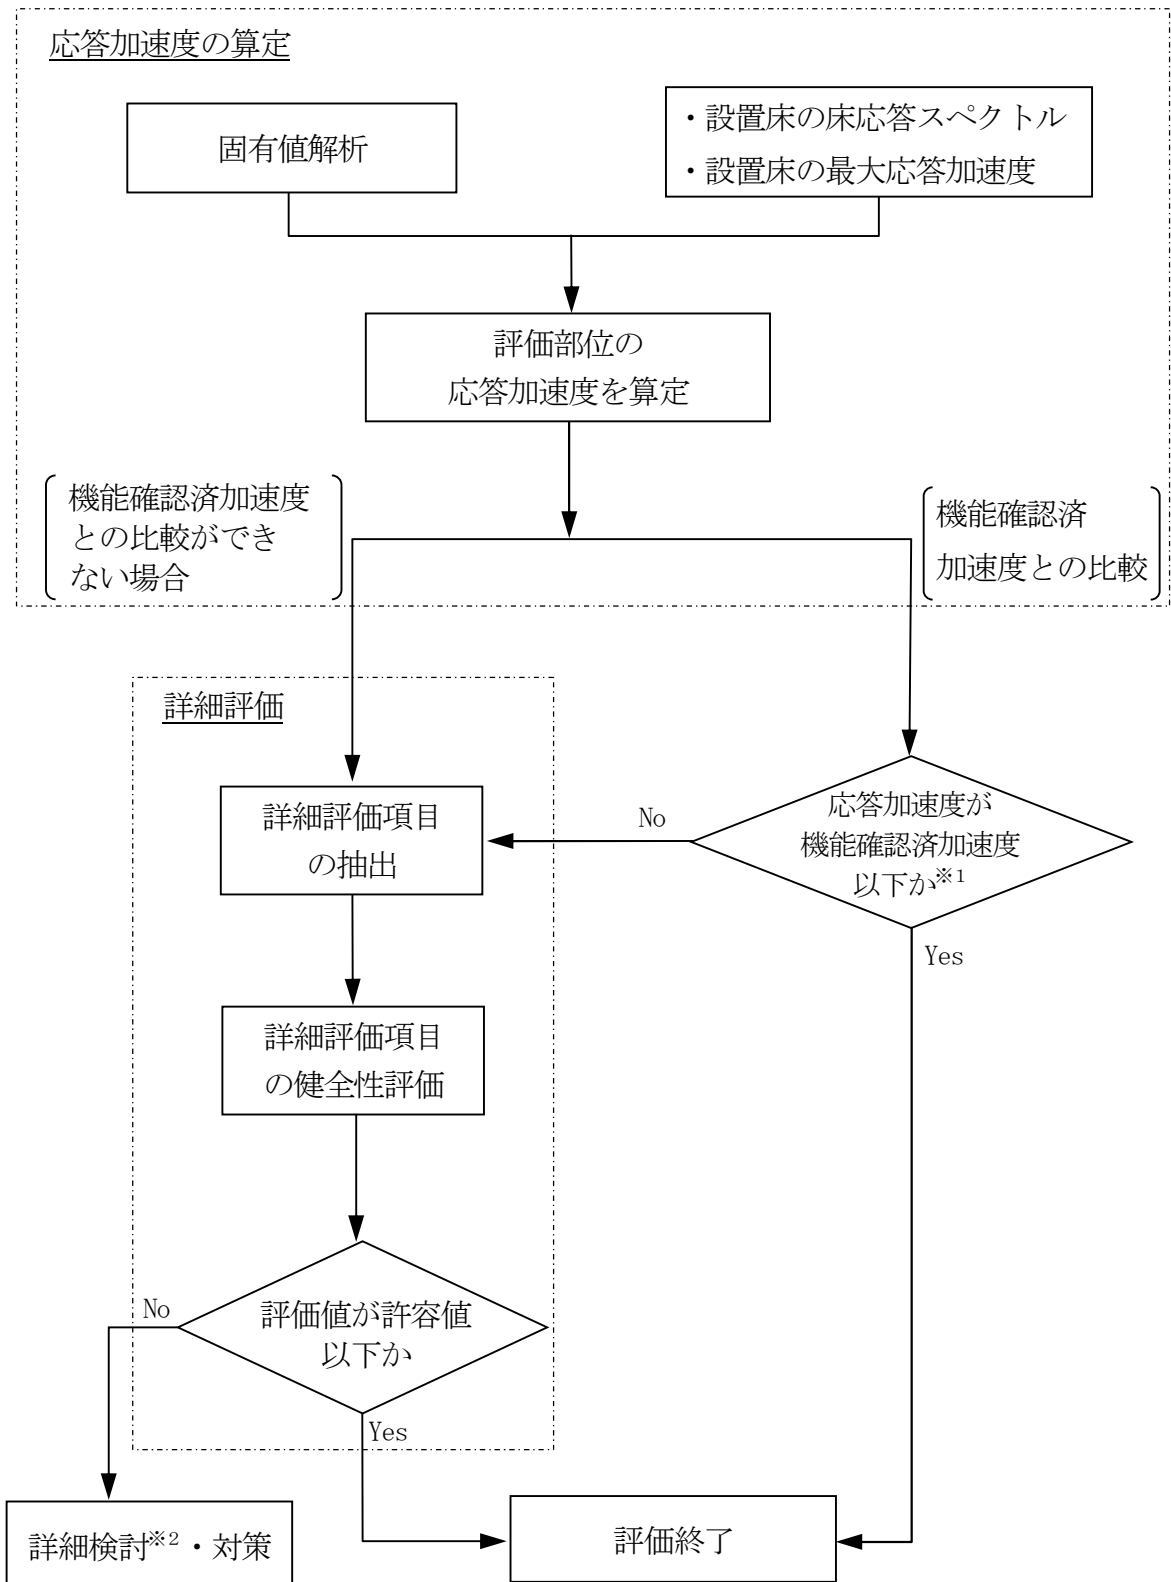 応答加速度の算定
固有値解析
・設置床の床応答スペクトル
・設置床の最大応答加速度
評価部位の
応答加速度を算定
機能確認済加速度
との比較ができ
ない場合
機能確認済
加速度との比較
詳細評価
詳細評価項目
の抽出
No
応答加速度が
機能確認済加速度
以下か※1
Yes
詳細評価項目
の健全性評価
No
評価値が許容値
以下か
Yes
詳細検討※2・対策
評価終了